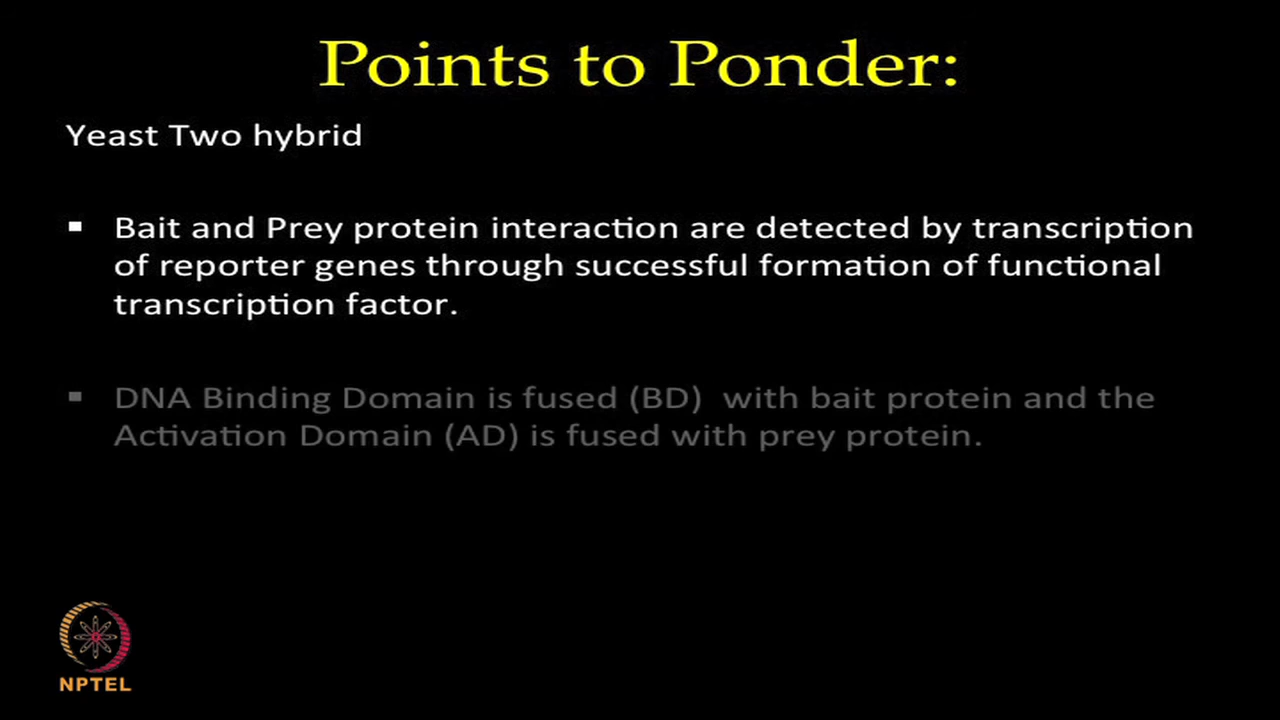 Points to Ponder:
Yeast Two hybrid
▪ Bait and Prey protein interaction are detected by transcription
of reporter genes through successful formation of functional
transcription factor.
▪ DNA Binding Domain is fused (BD)  with bait protein and the
Activation Domain (AD) is fused with prey protein.
NPTEL